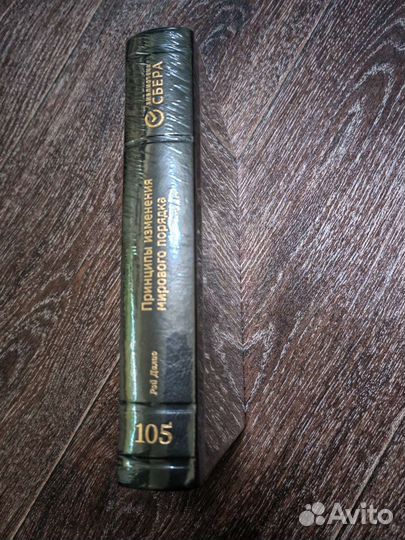 БИБЛИОТЕКА
СБЕРА
Принципы изменения
мирового порядка
Рэй Далио
105
Avito